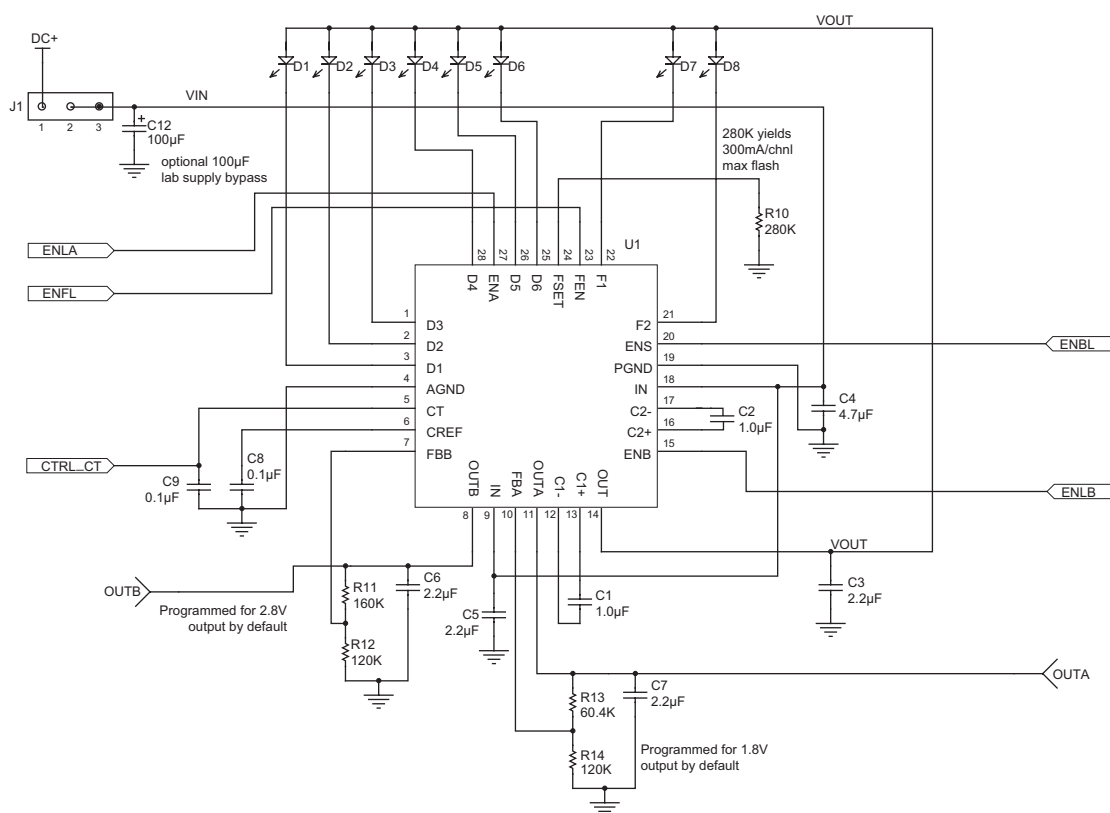 VOUT
DC+
D1
D2
D3
D4
D5
D6
D7
D8
J1
1
2
3
VIN
C12
100µF
+
optional 100µF
lab supply bypass
280K yields
300mA/chnl
max flash
R10
280K
ENLA
ENFL
U1
28
27
26
25
24
23
22
D4
ENA
D5
D6
FSET
FEN
F1
1
D3
2
D2
3
D1
4
AGND
5
CT
6
CREF
7
FBB
21
F2
20
ENS
19
PGND
18
IN
17
C2-
16
C2+
15
ENB
ENBL
C4
4.7µF
C2
1.0µF
ENLB
CTRL_CT
C9
0.1µF
C8
0.1µF
OUTB
IN
FBA
OUTA
C1-
C1+
OUT
8
9
10
11
12
13
14
VOUT
OUTB
Programmed for 2.8V
output by default
R11
160K
R12
120K
C6
2.2µF
C5
2.2µF
C1
1.0µF
C3
2.2µF
OUTA
R13
60.4K
R14
120K
C7
2.2µF
Programmed for 1.8V
output by default